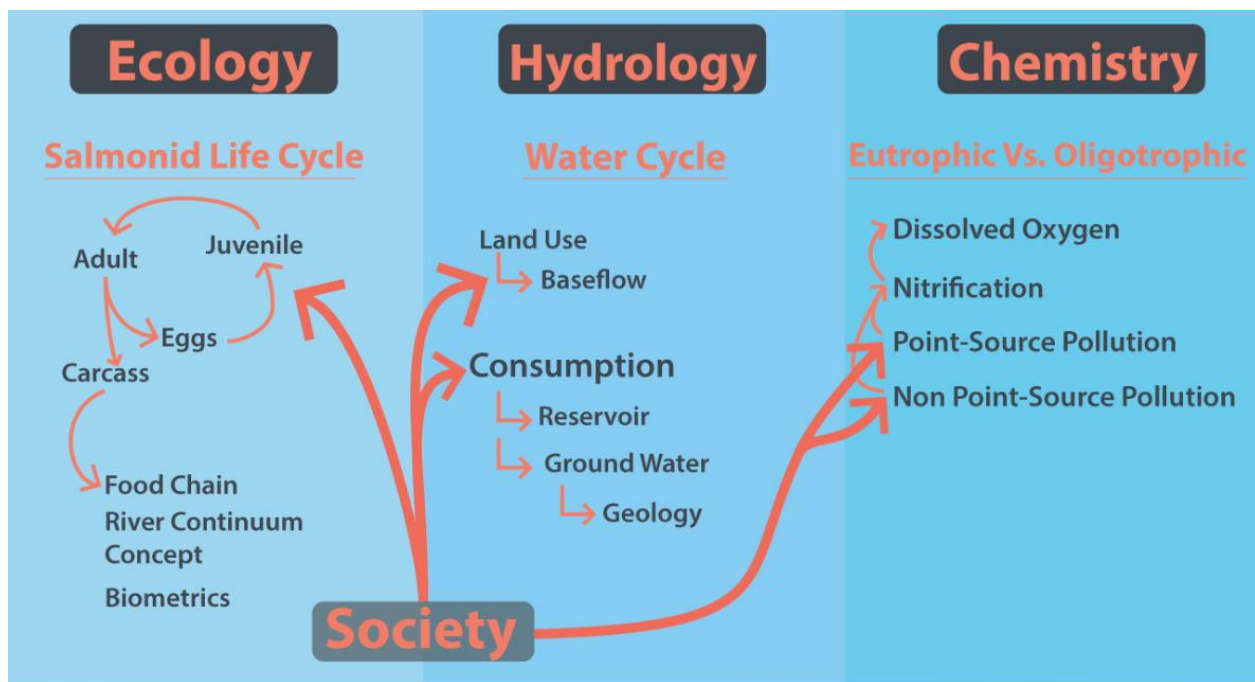 Ecology
Salmonid Life Cycle
Adult
Juvenile
Eggs
Carcass
Food Chain
River Continuum
Concept
Biometrics
Hydrology
Water Cycle
Land Use
Baseflow
Consumption
Reservoir
Ground Water
Geology
Chemistry
Eutrophic Vs. Oligotrophic
Dissolved Oxygen
Nitrification
Point-Source Pollution
Non Point-Source Pollution
Society